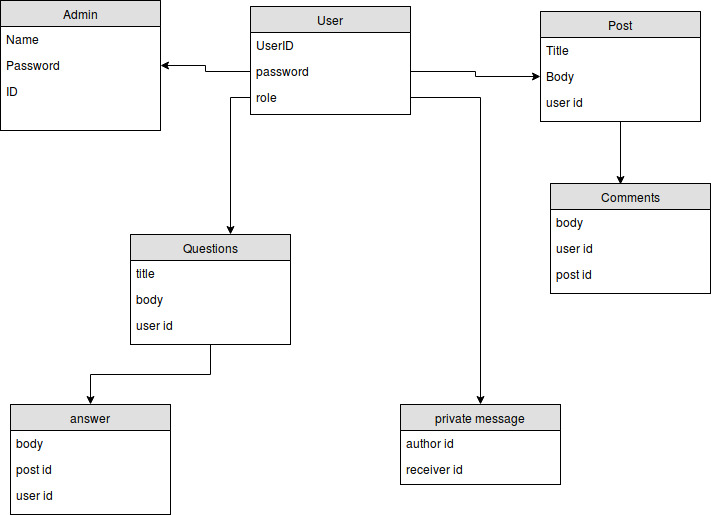 Admin
Name
Password
ID
User
UserID
password
role
Post
Title
Body
user id
Comments
body
user id
post id
Questions
title
body
user id
answer
body
post id
user id
private message
author id
receiver id